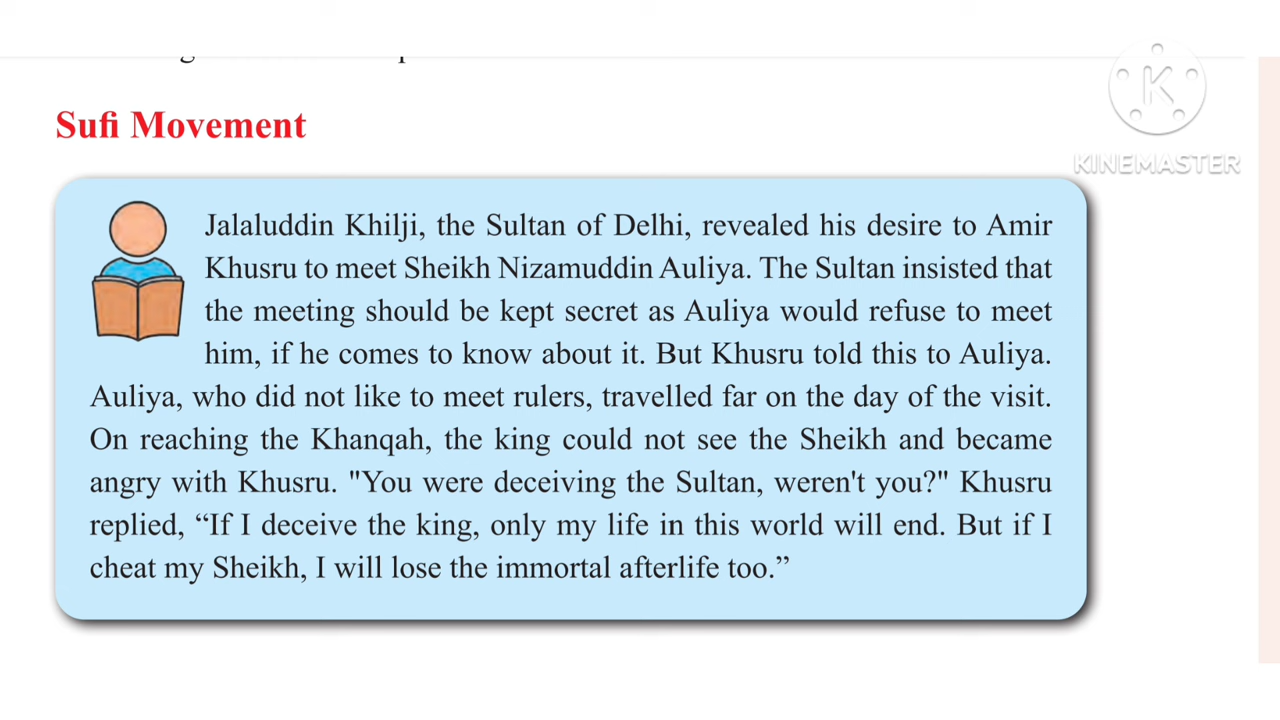 Sufi Movement
K
KINEMASTER
Jalaluddin Khilji, the Sultan of Delhi, revealed his desire to Amir
Khusru to meet Sheikh Nizamuddin Auliya. The Sultan insisted that
the meeting should be kept secret as Auliya would refuse to meet
him, if he comes to know about it. But Khusru told this to Auliya.
Auliya, who did not like to meet rulers, travelled far on the day of the visit.
On reaching the Khanqah, the king could not see the Sheikh and became
angry with Khusru. "You were deceiving the Sultan, weren't you?" Khusru
replied, “If I deceive the king, only my life in this world will end. But if I
cheat my Sheikh, I will lose the immortal afterlife too.”